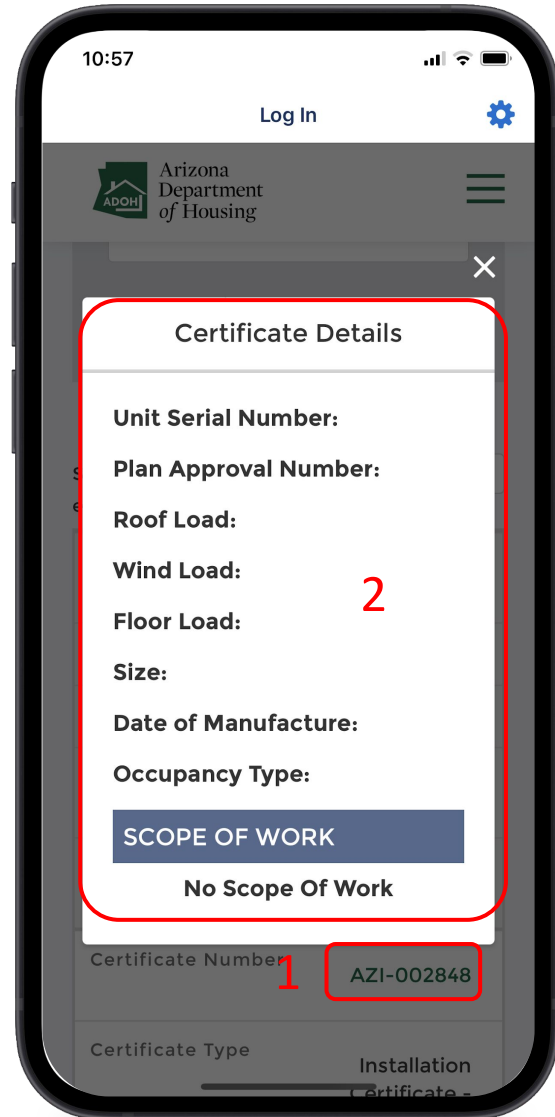 10:57
Log In
Arizona
Department
of Housing
ADOH
Certificate Details
Unit Serial Number:
Plan Approval Number:
Roof Load:
Wind Load:
Floor Load:
2
Size:
Date of Manufacture:
Occupancy Type:
SCOPE OF WORK
No Scope Of Work
Certificate Number
1
AZI-002848
Certificate Type
Installation
Certificate -